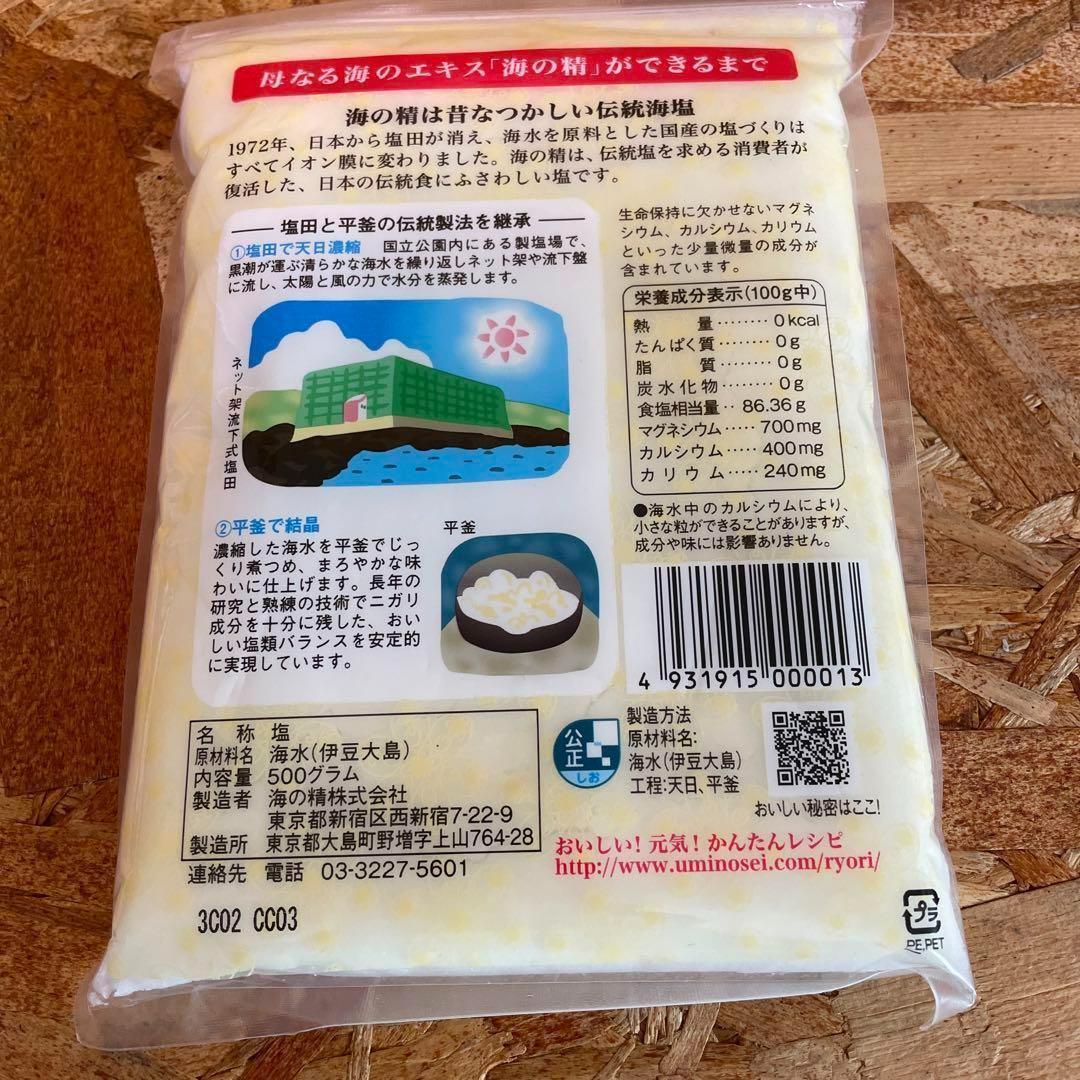 母なる海のエキス「海の精」ができるまで
海の精は昔なつかしい伝統海塩
1972年、日本から塩田が消え、海水を原料とした国産の塩づくりは
すべてイオン膜に変わりました。海の精は、伝統塩を求める消費者が
復活した、日本の伝統食にふさわしい塩です。
塩田と平釜の伝統製法を継承
①塩田で天日濃縮 国立公園内にある製塩場で、
黒潮が運ぶ清らかな海水を繰り返しネット架や流下盤
に流し、太陽と風の力で水分を蒸発します。
ネット架流下式塩田
②平釜で結晶
濃縮した海水を平釜でじっ
くり煮つめ、まろやかな味
わいに仕上げます。長年の
研究と熟練の技術でニガリ
成分を十分に残した、おい
しい塩類バランスを安定的
に実現しています。
平釜
生命保持に欠かせないマグネ
シウム、カルシウム、カリウム
といった少量微量の成分が
含まれています。
栄養成分表示(100g中)
熱量········0kcal
たんぱく質········0g
脂質········0g
炭水化物········0g
食塩相当量··86.36g
マグネシウム·····700mg
カルシウム·····400mg
カリウム·····240mg
●海水中のカルシウムにより、
小さな粒ができることがありますが、
成分や味には影響ありません。
4 931915 000013
名称 塩
原材料名 海水(伊豆大島)
内容量 500グラム
製造者 海の精株式会社
東京都新宿区西新宿7-22-9
製造所 東京都大島町野増字上山764-28
連絡先 電話 03-3227-5601
公正
しお
製造方法
原材料名:
海水(伊豆大島)
工程:天日、平釜
おいしい秘密はここ!
おいしい!元気!かんたんレシピ
http://www.uminosei.com/ryori/
3C02 CC03
プラ
PE,PET